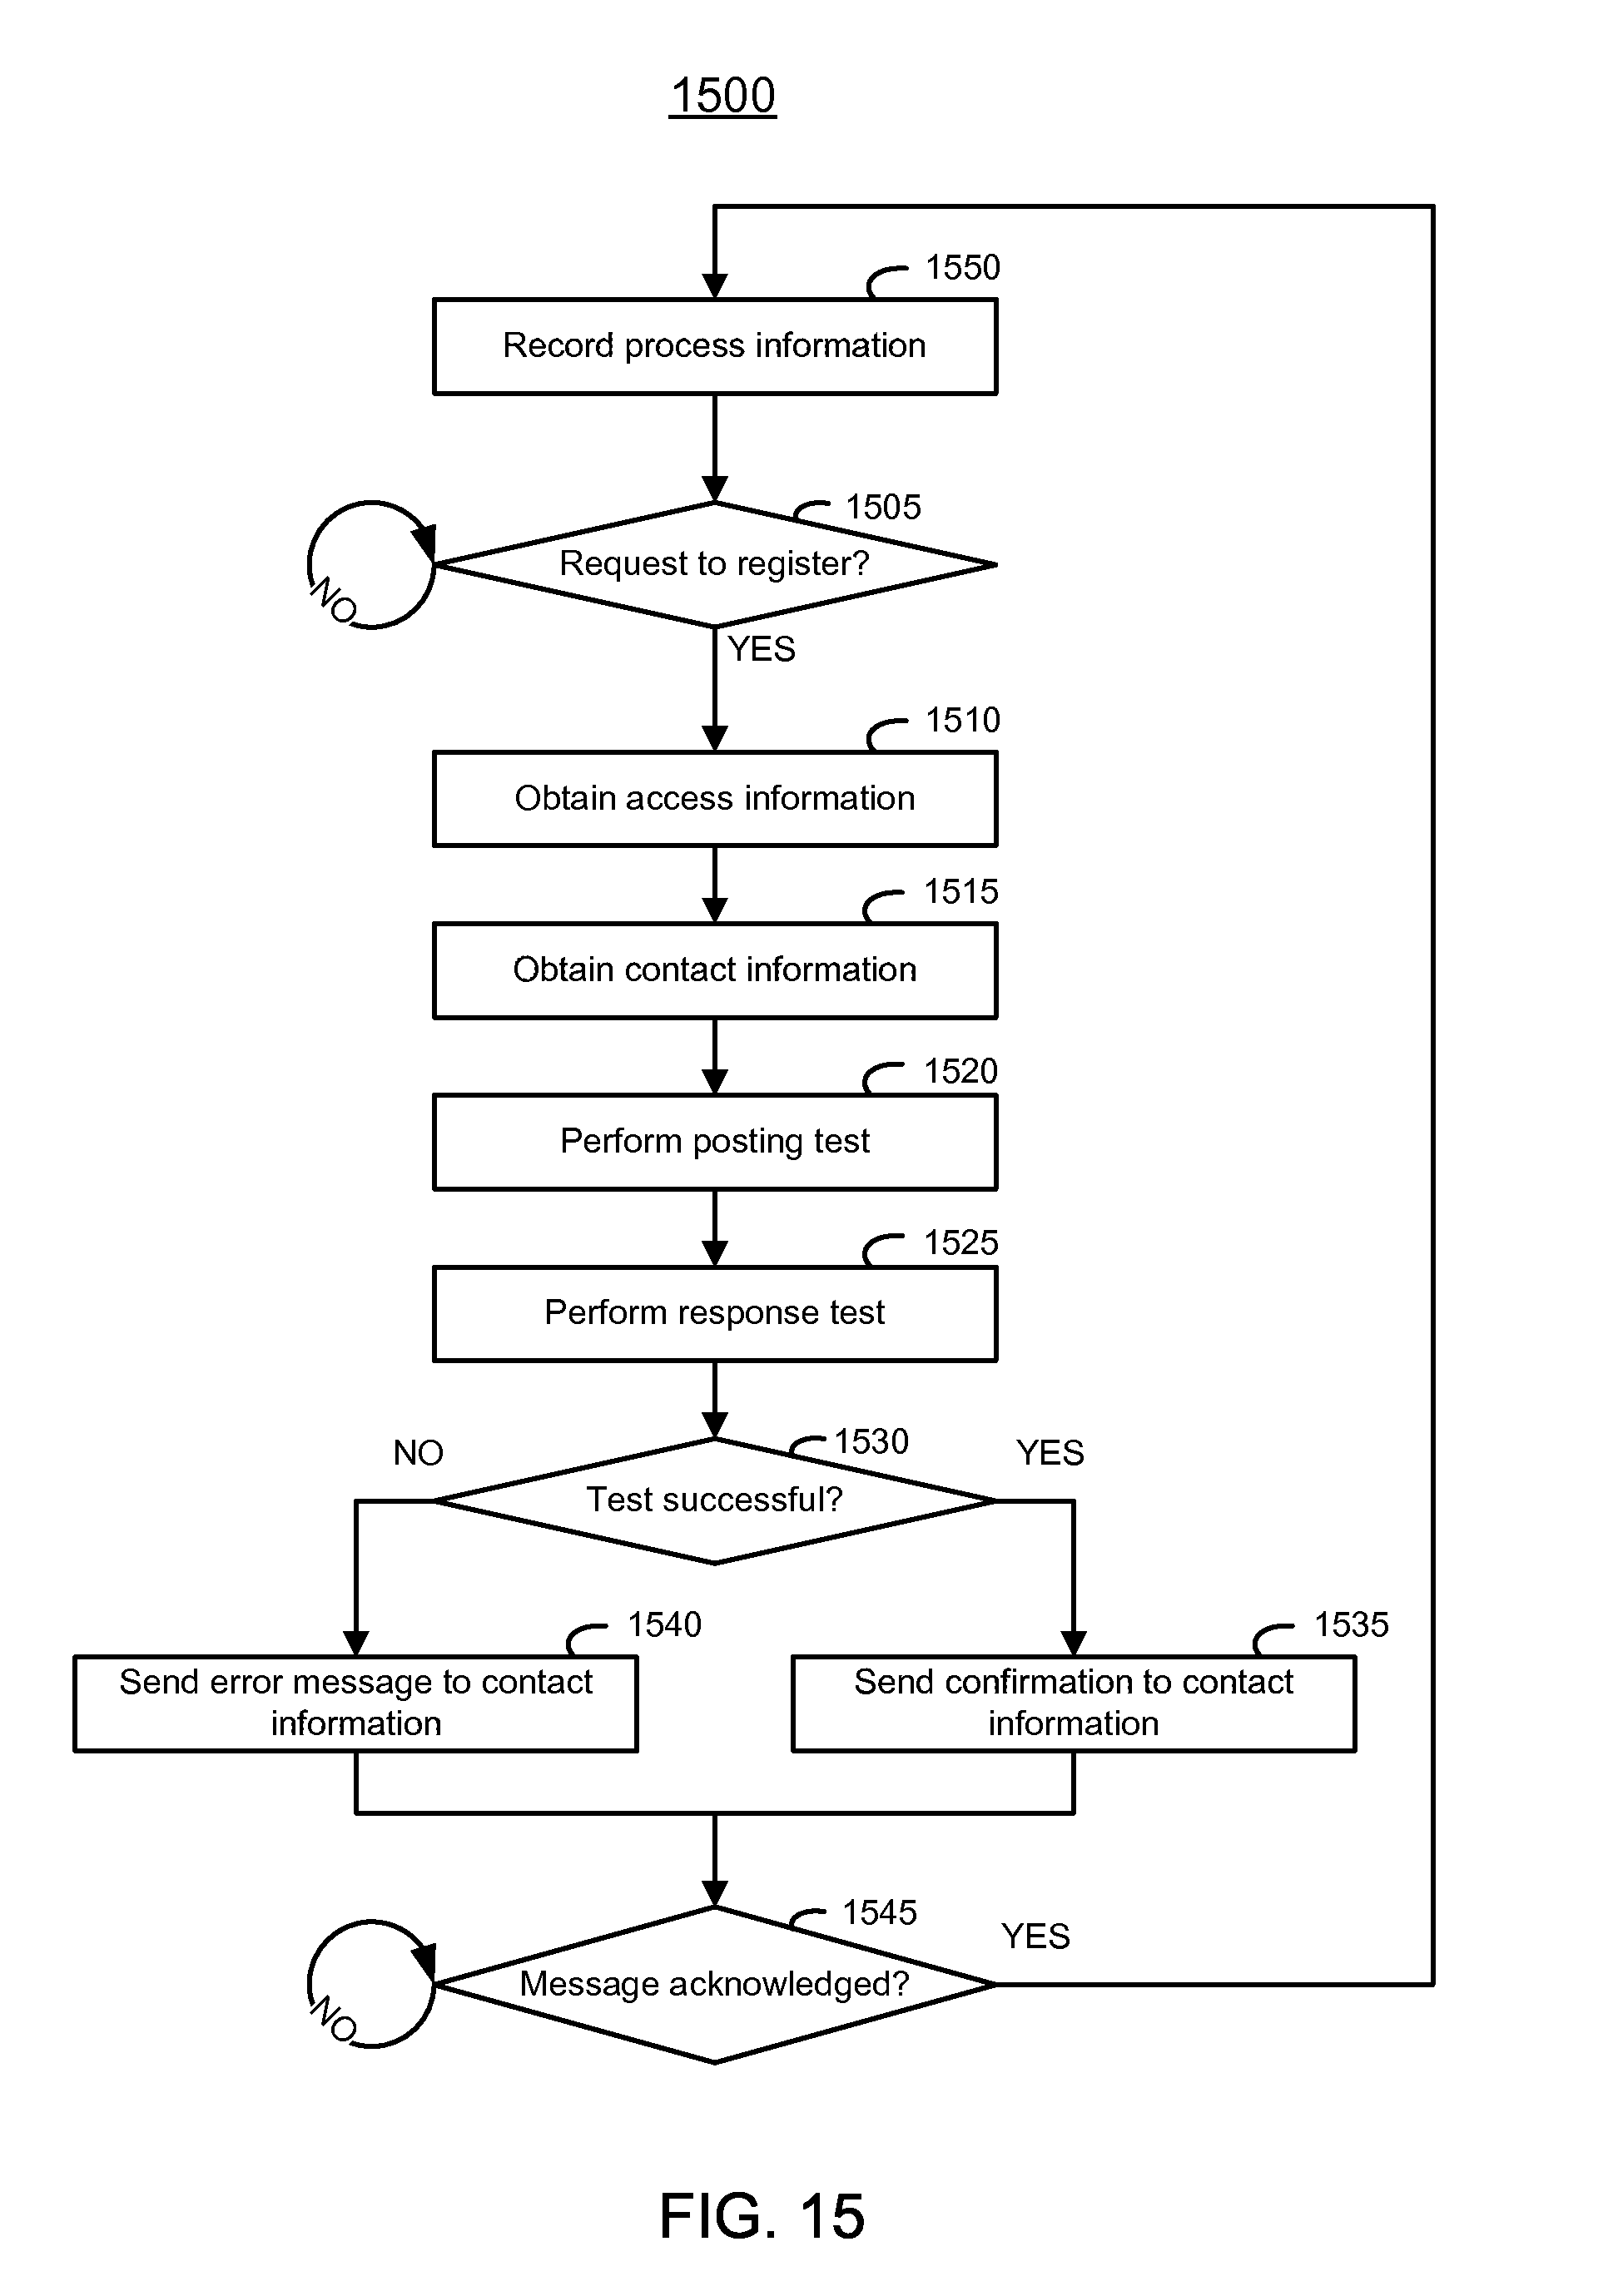 1500
1550
Record process information
1505
Request to register?
NO
YES
1510
Obtain access information
1515
Obtain contact information
1520
Perform posting test
1525
Perform response test
1530
NO
YES
Test successful?
1540
1535
Send error message to contact
information
Send confirmation to contact
information
1545
YES
Message acknowledged?
NO
FIG. 15